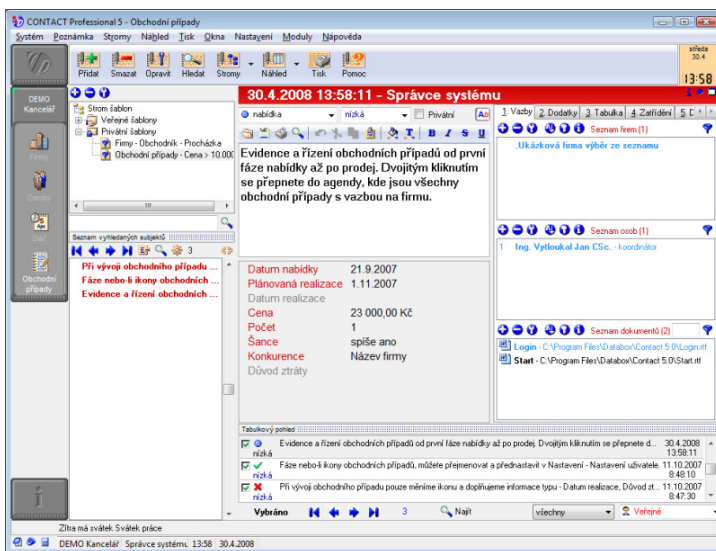 CONTACT Professional 5 - Obchodní případy
Systém Poznámka Stromy Náhled Tisk Okna Nastavení Moduly Nápověda
Přidat Smazat Opravit Hledat Stromy Náhled Tisk Pomoc
středa
30.4
13:58
DEMO
Kancelář
Firmy
Osoby
Diář
Obchodní
případy
Strom šablon
Veřejné šablony
Privátní šablony
Firmy - Obchodník - Procházka
Obchodní případy - Cena > 10.000
Seznam vyhledaných subjektů
3
Při vývoji obchodního případu ...
Fáze nebo-li ikony obchodních ...
Evidence a řízení obchodních ...
30.4.2008 13:58:11 - Správce systému
nabídka nízká Privátní
B I S U
Evidence a řízení obchodních případů od první
fáze nabídky až po prodej. Dvojitým kliknutím
se přepnete do agendy, kde jsou všechny
obchodní případy s vazbou na firmu.
Datum nabídky 21.9.2007
Plánovaná realizace 1.11.2007
Datum realizace
Cena 23 000,00 Kč
Počet 1
Šance spíše ano
Konkurence Název firmy
Důvod ztráty
1. Vazby 2. Dodatky 3. Tabulka 4. Zatřídění 5. D
Seznam firem (1)
.Ukázková firma výběr ze seznamu
Seznam osob (1)
1 Ing. Vytloukal Jan CSc. - koordinátor
Seznam dokumentů (2)
Login - C:\Program Files\Databox\Contact 5.0\Login.rtf
Start - C:\Program Files\Databox\Contact 5.0\Start.rtf
Tabulkový pohled
Evidence a řízení obchodních případů od první fáze nabídky až po prodej. Dvojitým kliknutím se přepnete d... 30.4.2008
nízká 13:58:11
Fáze nebo-li ikony obchodních případů, můžete přejmenovat a přednastavit v Nastavení - Nastavení uživatele. 11.10.2007
nízká 8:48:10
Při vývoji obchodního případu pouze měníme ikonu a doplňujeme informace typu - Datum realizace, Důvod zt... 11.10.2007
nízká 8:47:30
Vybráno 3 Najít všechny Veřejné
Zítra má svátek Svátek práce
DEMO Kancelář Správce systému 13:58 30.4.2008